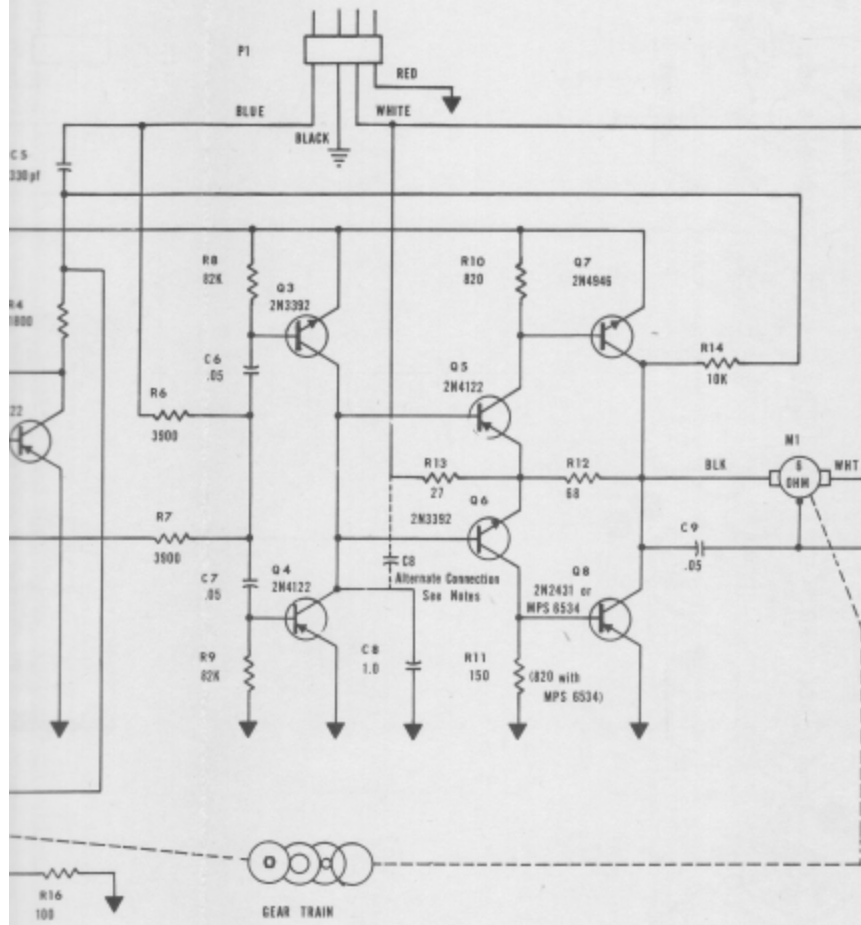 P1
RED
BLUE
WHITE
BLACK
C5
330pf
R8
82K
Q3
2N3392
R10
820
Q7
2N4946
R4
1800
C6
.05
Q5
2N4122
R14
10K
R6
3900
22
M1
6
OHM
R13
27
R12
68
BLK
WHT
R7
3900
2N3392
Q6
C9
.05
Q4
2N4122
C7
.05
C8
Alternate Connection
See Notes
Q8
2N2431 or
MPS 6534
R9
82K
C8
1.0
R11
150
(820 with
MPS 6534)
R16
100
GEAR TRAIN